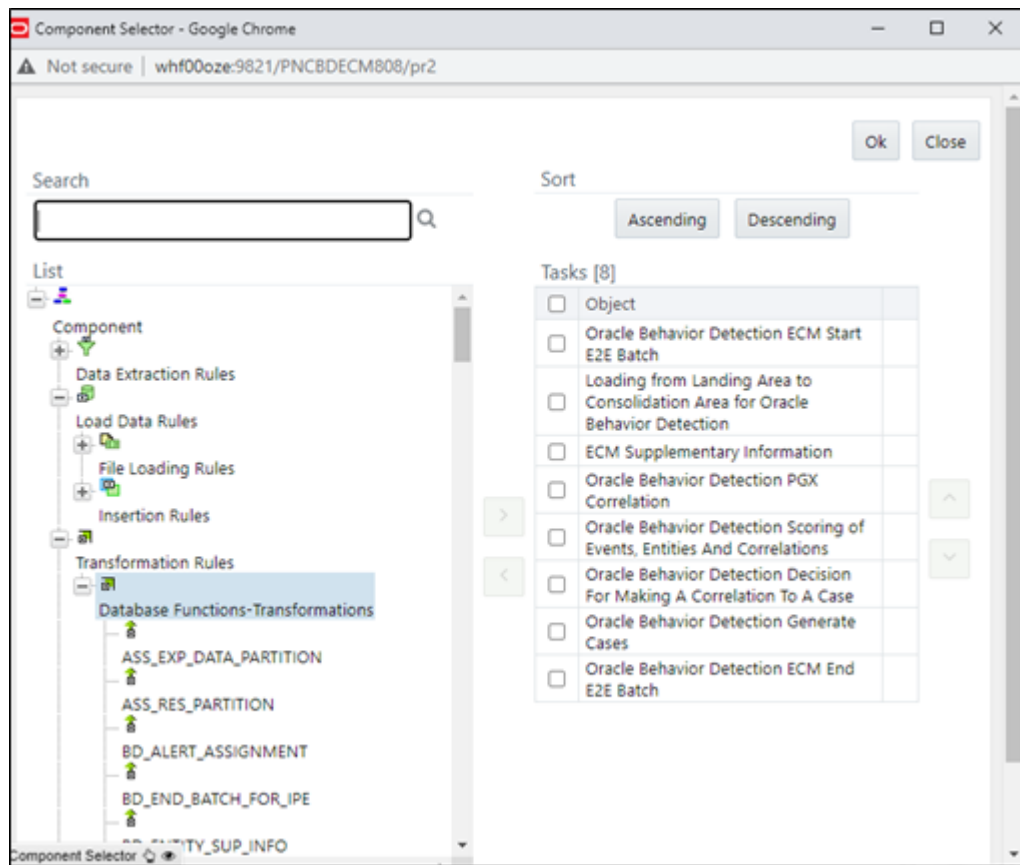 Component Selector - Google Chrome
Not secure | whf00oze:9821/PNCBDECM808/pr2
Ok
Close
Search
Sort
Ascending
Descending
List
Component
Data Extraction Rules
Load Data Rules
File Loading Rules
Insertion Rules
Transformation Rules
Database Functions-Transformations
ASS_EXP_DATA_PARTITION
ASS_RES_PARTITION
BD_ALERT_ASSIGNMENT
BD_END_BATCH_FOR_IPE
BD_ENTITY_SUP_INFO
Tasks [8]
Object
Oracle Behavior Detection ECM Start
E2E Batch
Loading from Landing Area to
Consolidation Area for Oracle
Behavior Detection
ECM Supplementary Information
Oracle Behavior Detection PGX
Correlation
Oracle Behavior Detection Scoring of
Events, Entities And Correlations
Oracle Behavior Detection Decision
For Making A Correlation To A Case
Oracle Behavior Detection Generate
Cases
Oracle Behavior Detection ECM End
E2E Batch
Component Selector